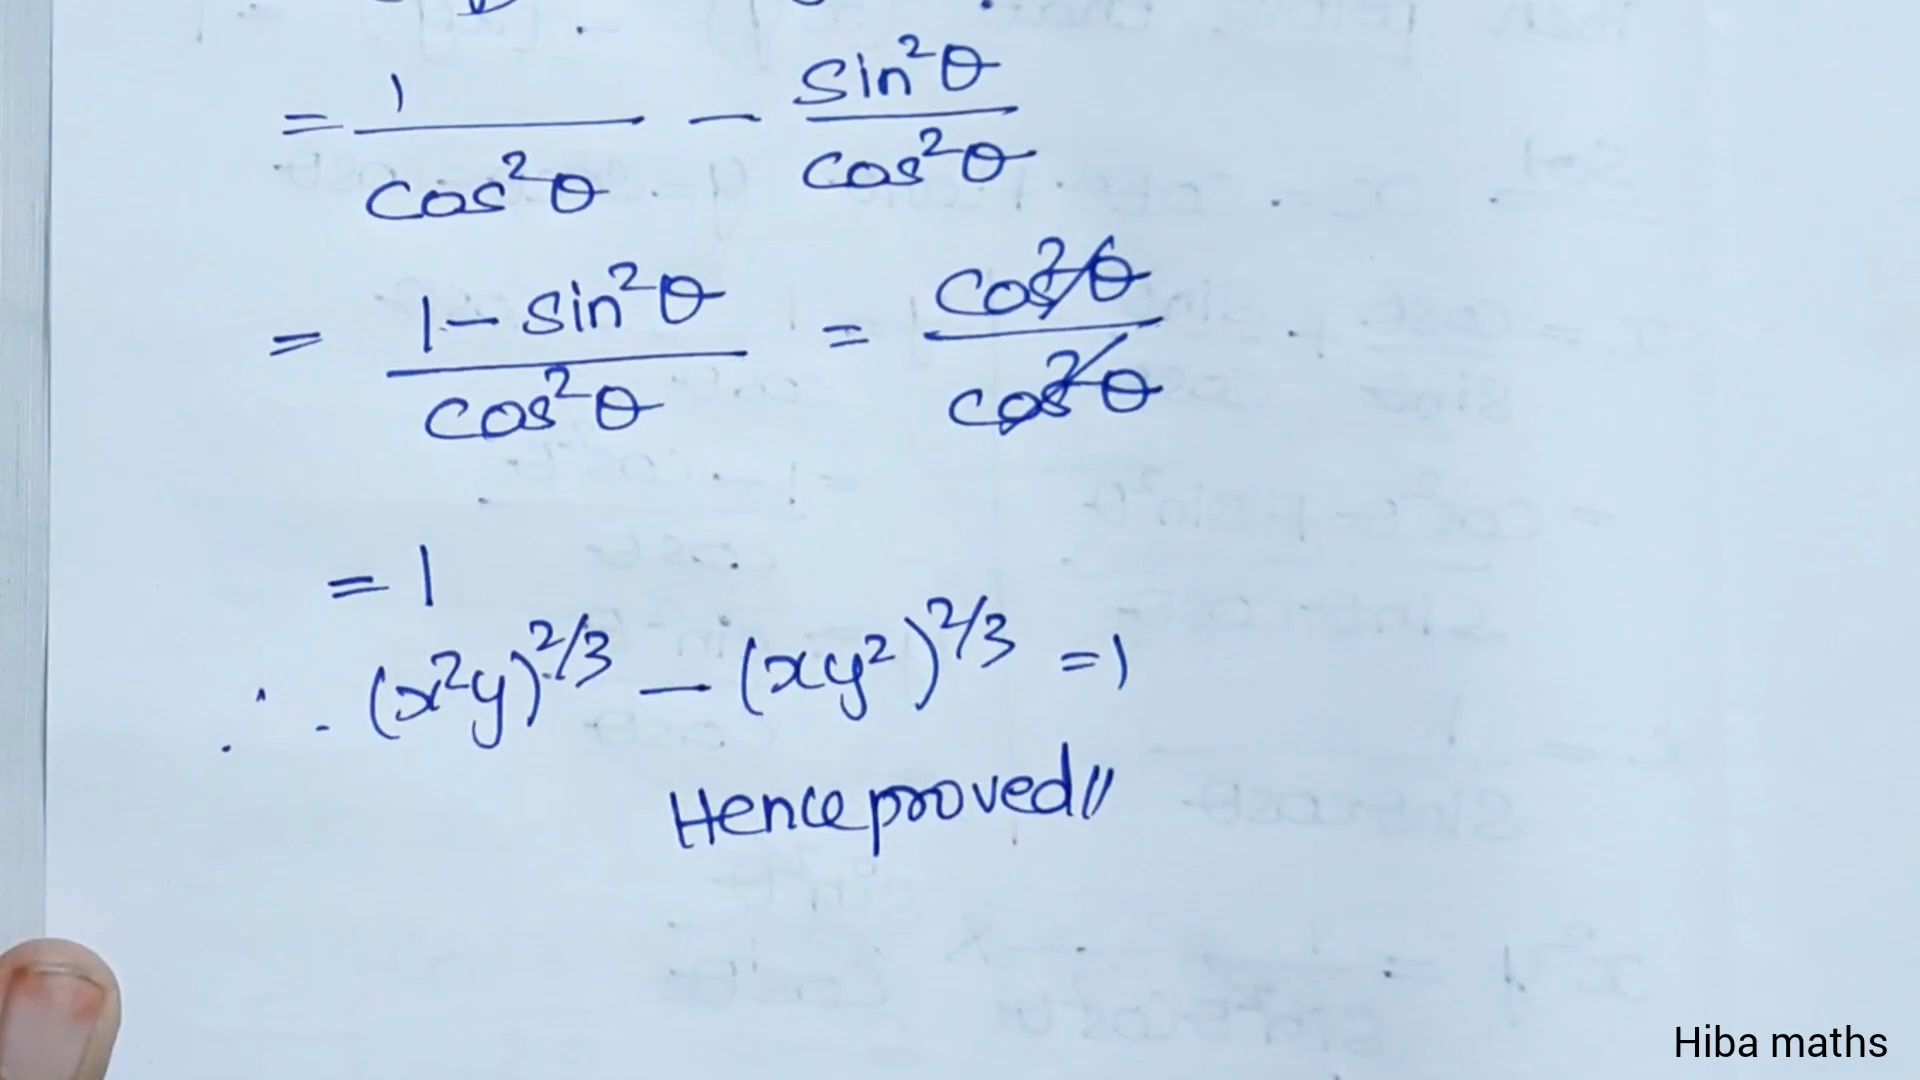 = 1/cos²θ - sin²θ/cos²θ
= 1 - sin²θ/cos²θ = cos²θ/cos²θ
= 1
∴ (x²y)^2/3 - (xy²)^2/3 = 1
Hence proved //
Hiba maths